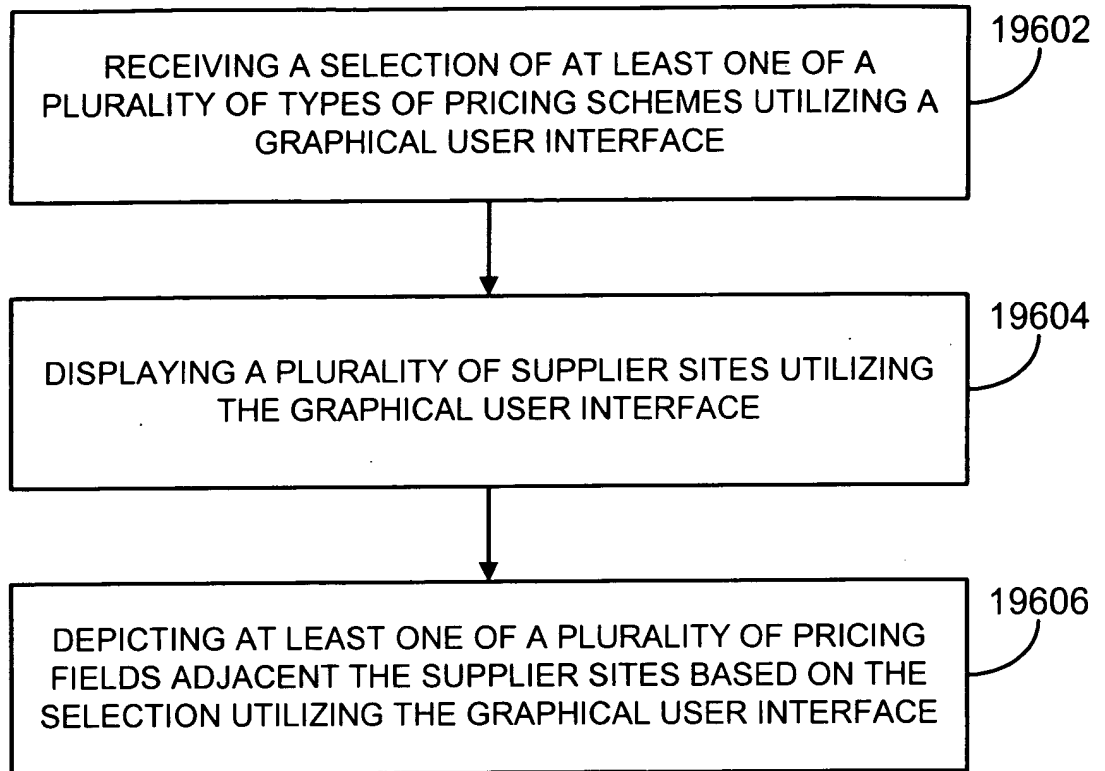 19602
RECEIVING A SELECTION OF AT LEAST ONE OF A
PLURALITY OF TYPES OF PRICING SCHEMES UTILIZING A
GRAPHICAL USER INTERFACE
19604
DISPLAYING A PLURALITY OF SUPPLIER SITES UTILIZING
THE GRAPHICAL USER INTERFACE
19606
DEPICTING AT LEAST ONE OF A PLURALITY OF PRICING
FIELDS ADJACENT THE SUPPLIER SITES BASED ON THE
SELECTION UTILIZING THE GRAPHICAL USER INTERFACE